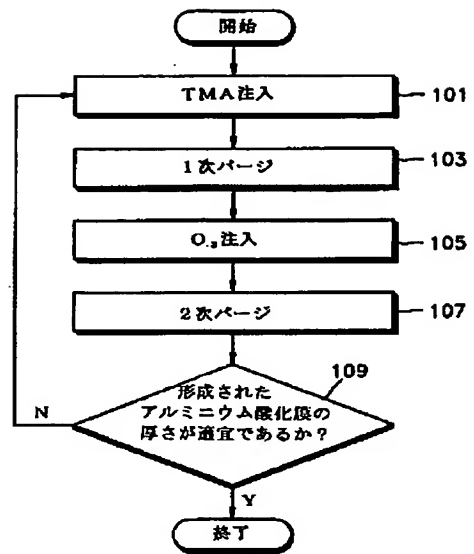 開始
TMA注入
101
1次パージ
103
O₃注入
105
2次パージ
107
109
形成された
アルミニウム酸化膜の
厚さが適宜であるか?
N
Y
終了